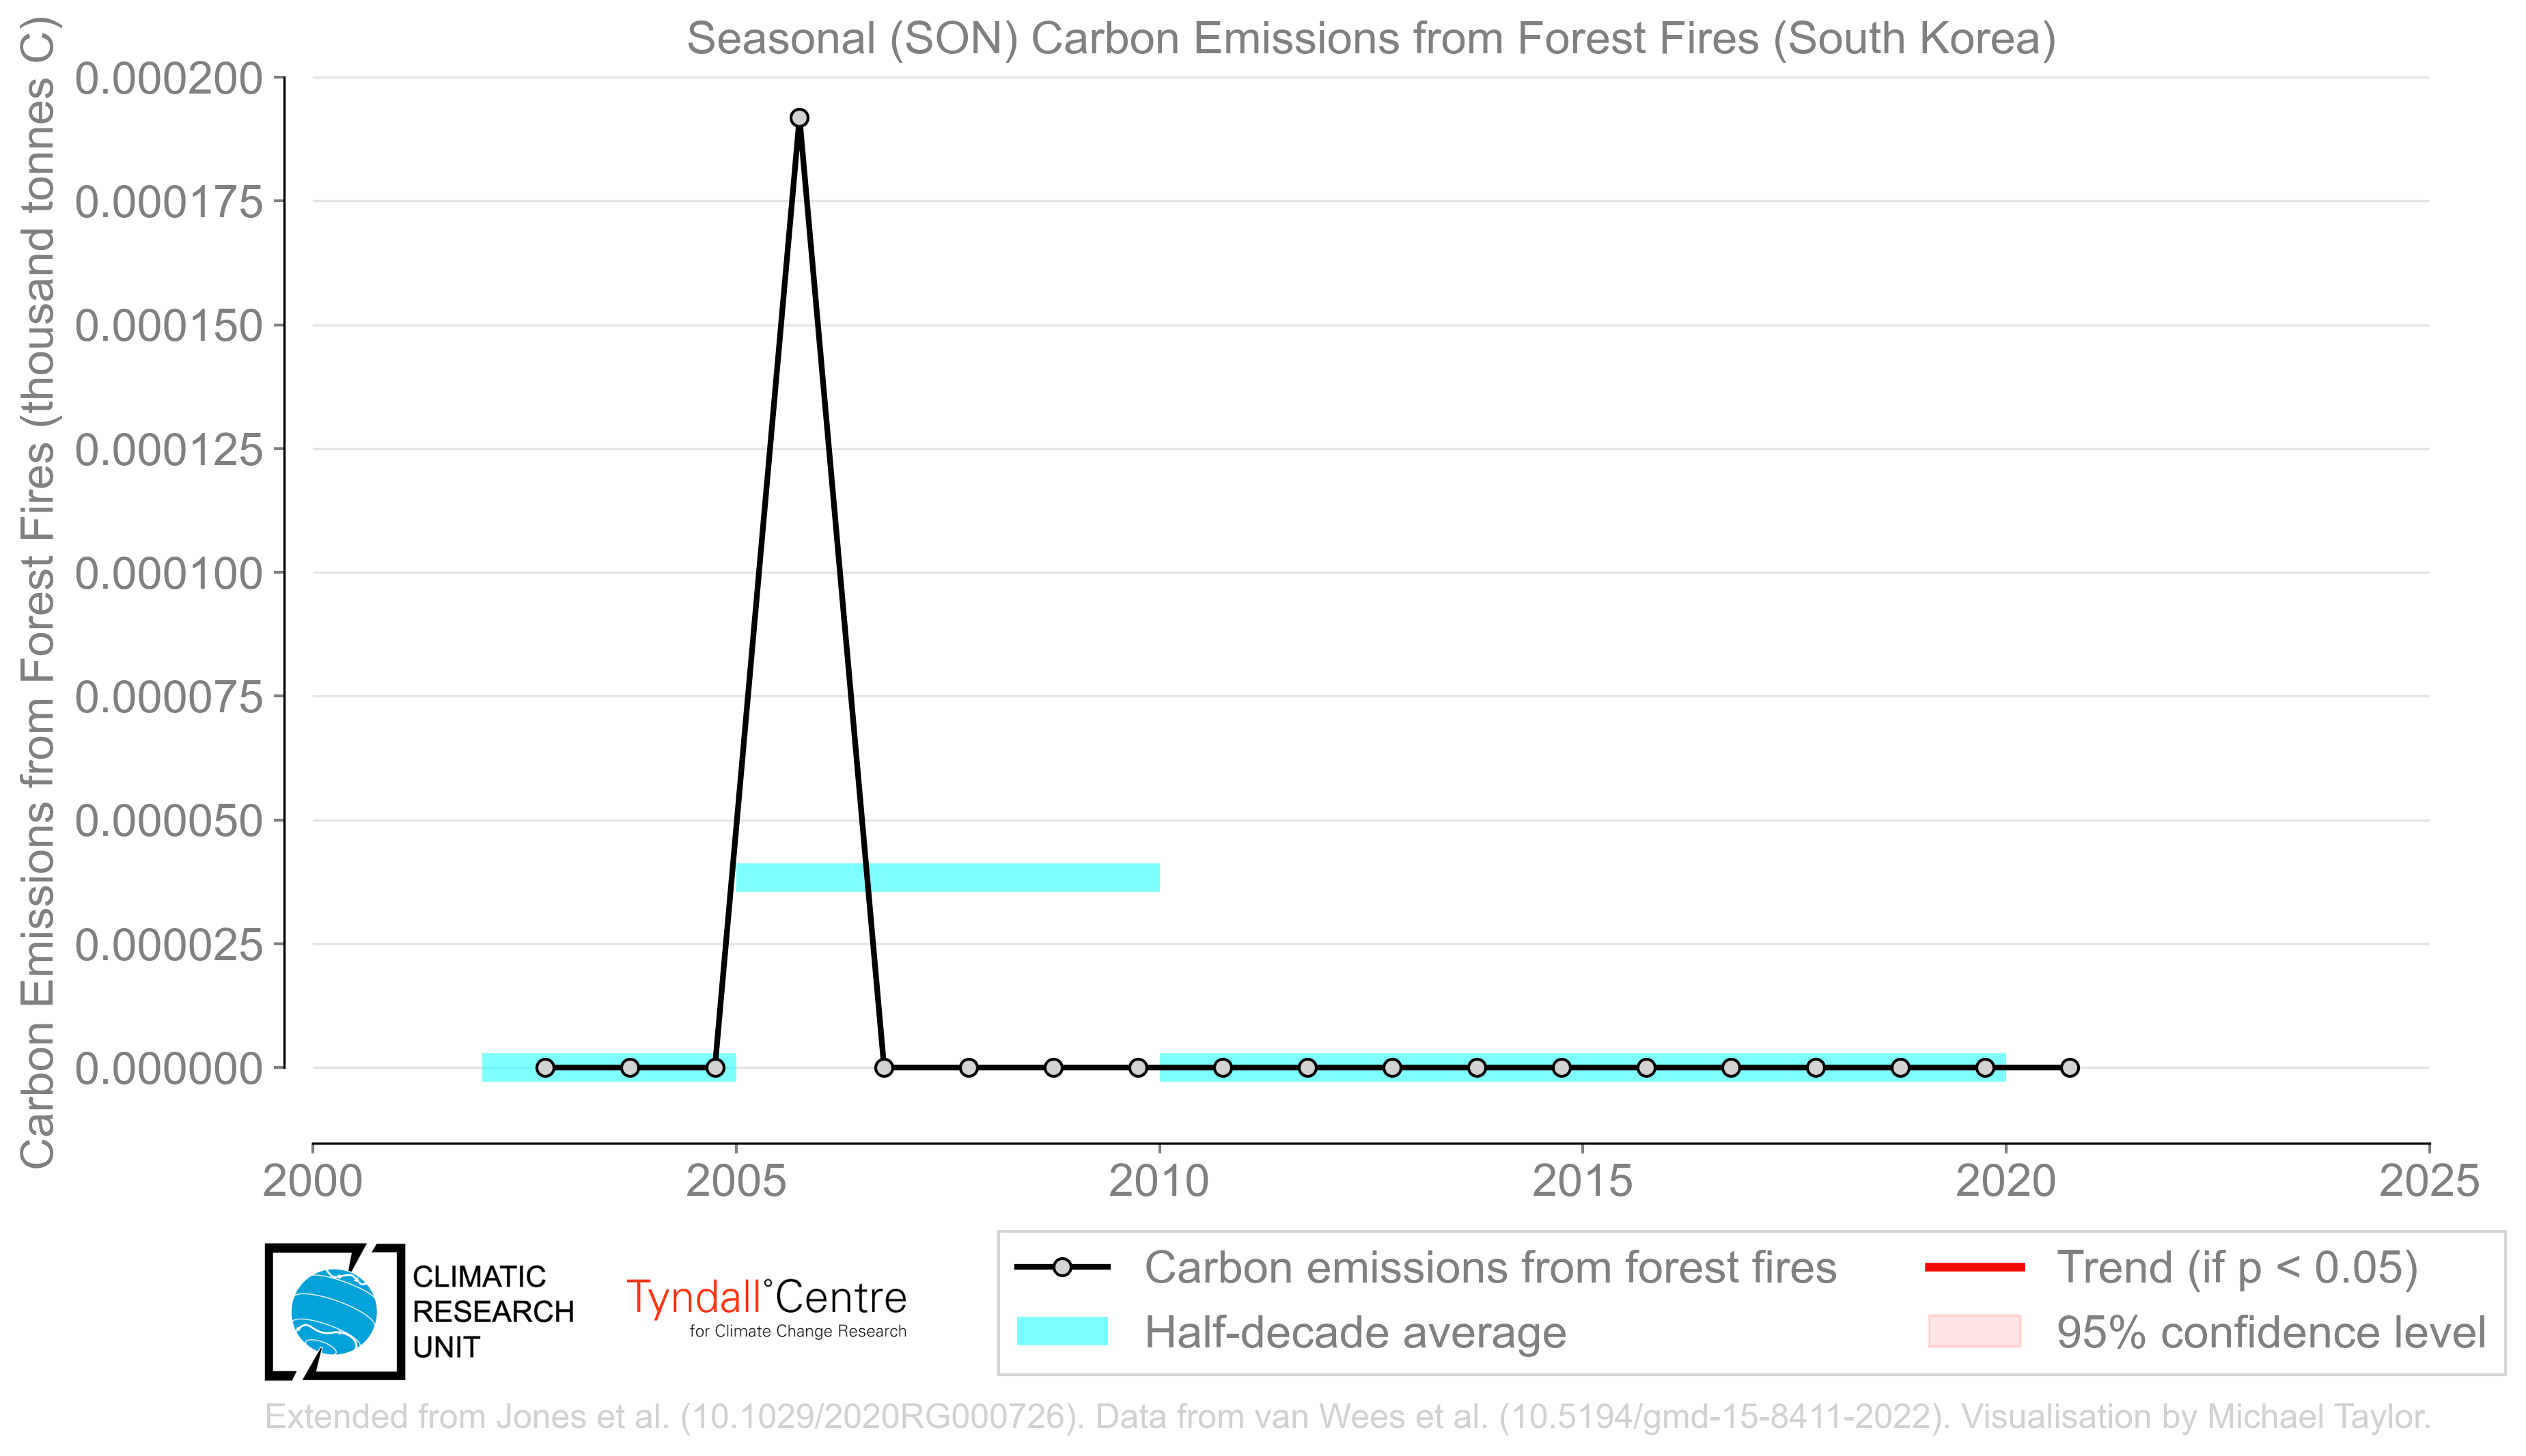 Seasonal (SON) Carbon Emissions from Forest Fires (South Korea)
Carbon Emissions from Forest Fires (thousand tonnes C)
0.000200
0.000175
0.000150
0.000125
0.000100
0.000075
0.000050
0.000025
0.000000
2000 2005 2010 2015 2020 2025
CLIMATIC
RESEARCH
UNIT
Tyndall°Centre
for Climate Change Research
Carbon emissions from forest fires
Half-decade average
Trend (if p < 0.05)
95% confidence level
Extended from Jones et al. (10.1029/2020RG000726). Data from van Wees et al. (10.5194/gmd-15-8411-2022). Visualisation by Michael Taylor.